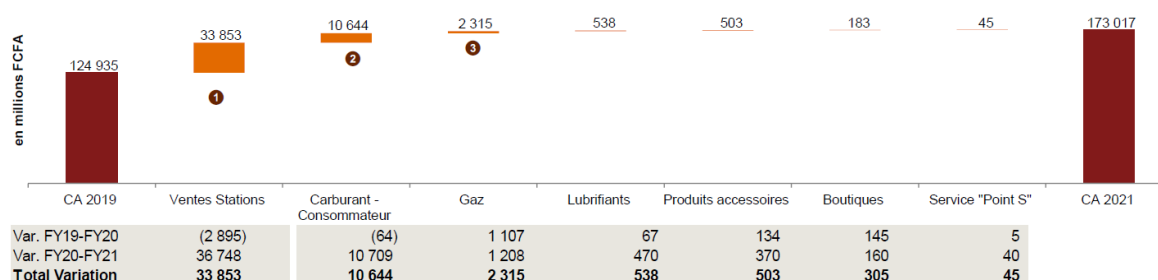 en millions FCFA
124 935
33 853
10 644
2 315
538
503
183
45
173 017
1
2
3
CA 2019 Ventes Stations Carburant - Consommateur Gaz Lubrifiants Produits accessoires Boutiques Service "Point S" CA 2021
Var. FY19-FY20 (2 895) (64) 1 107 67 134 145 5
Var. FY20-FY21 36 748 10 709 1 208 470 370 160 40
Total Variation 33 853 10 644 2 315 538 503 305 45